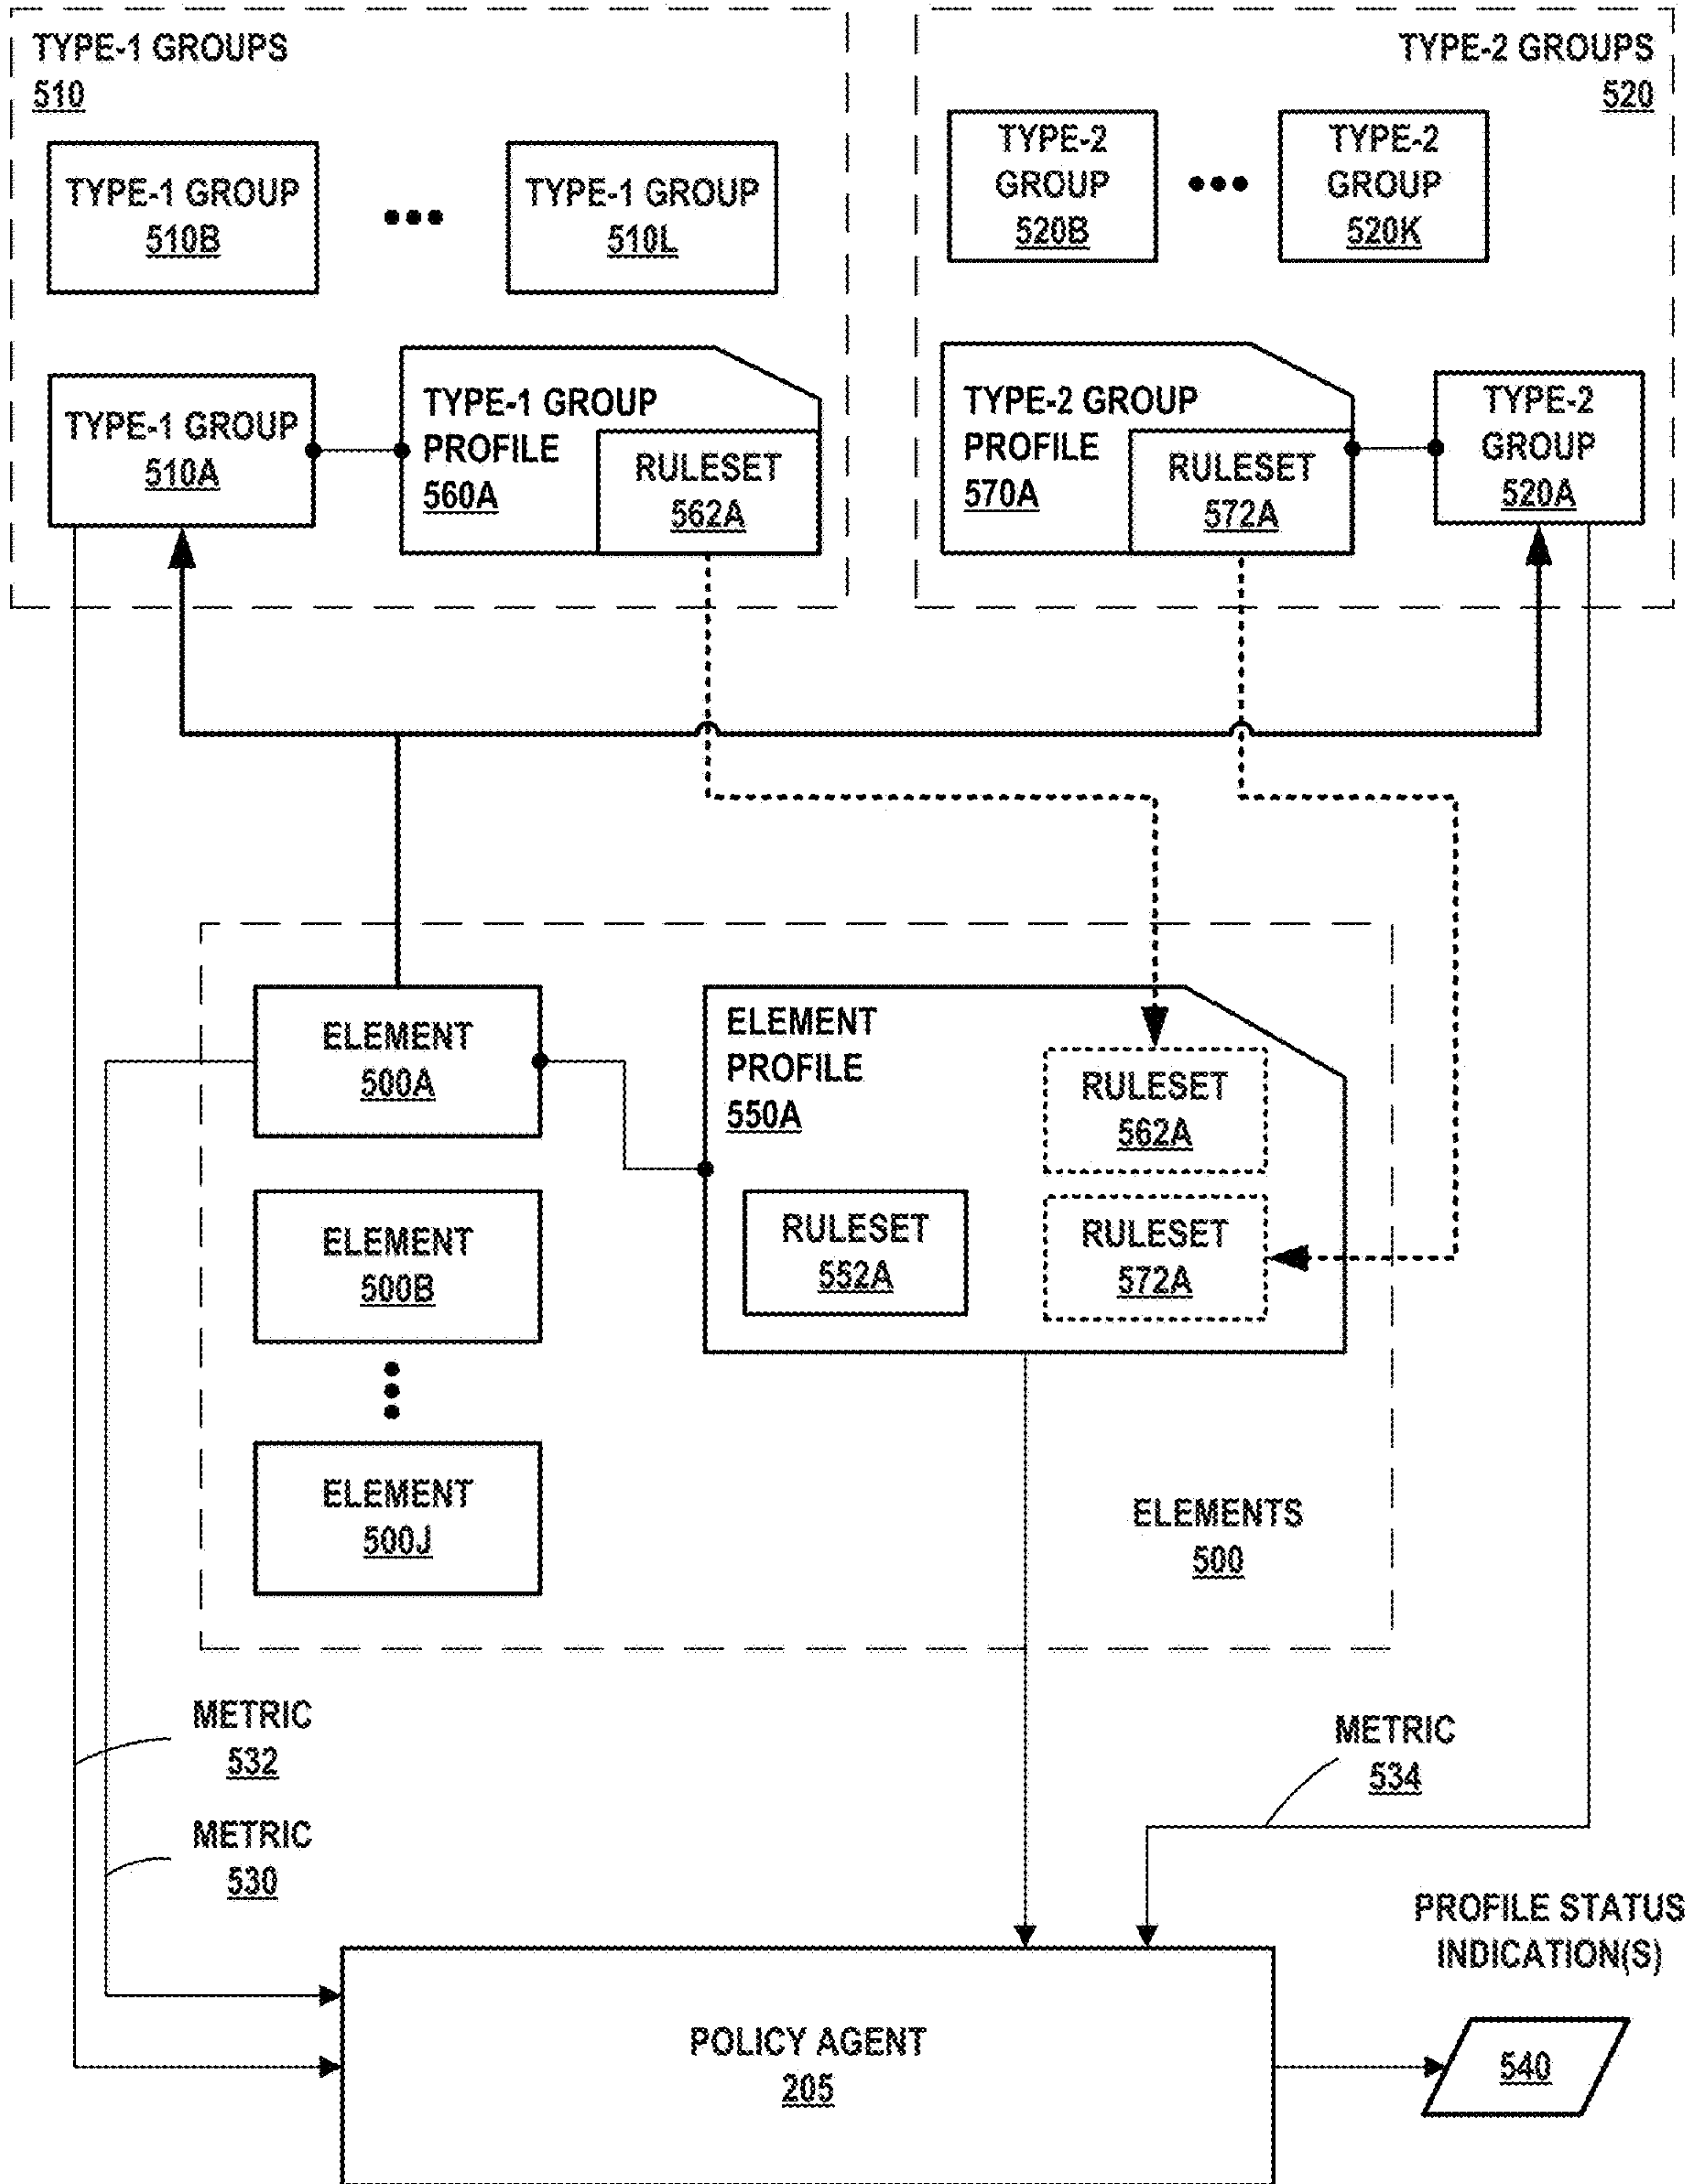 TYPE-1 GROUPS
510
TYPE-2 GROUPS
520
TYPE-1 GROUP
510B
TYPE-1 GROUP
510L
TYPE-2
GROUP
520B
TYPE-2
GROUP
520K
TYPE-1 GROUP
510A
TYPE-1 GROUP
PROFILE
560A
RULESET
562A
TYPE-2 GROUP
PROFILE
570A
RULESET
572A
TYPE-2
GROUP
520A
ELEMENT
500A
ELEMENT
PROFILE
550A
RULESET
562A
RULESET
552A
RULESET
572A
ELEMENT
500B
ELEMENT
500J
ELEMENTS
500
METRIC
532
METRIC
534
METRIC
530
PROFILE STATUS
INDICATION(S)
POLICY AGENT
205
540